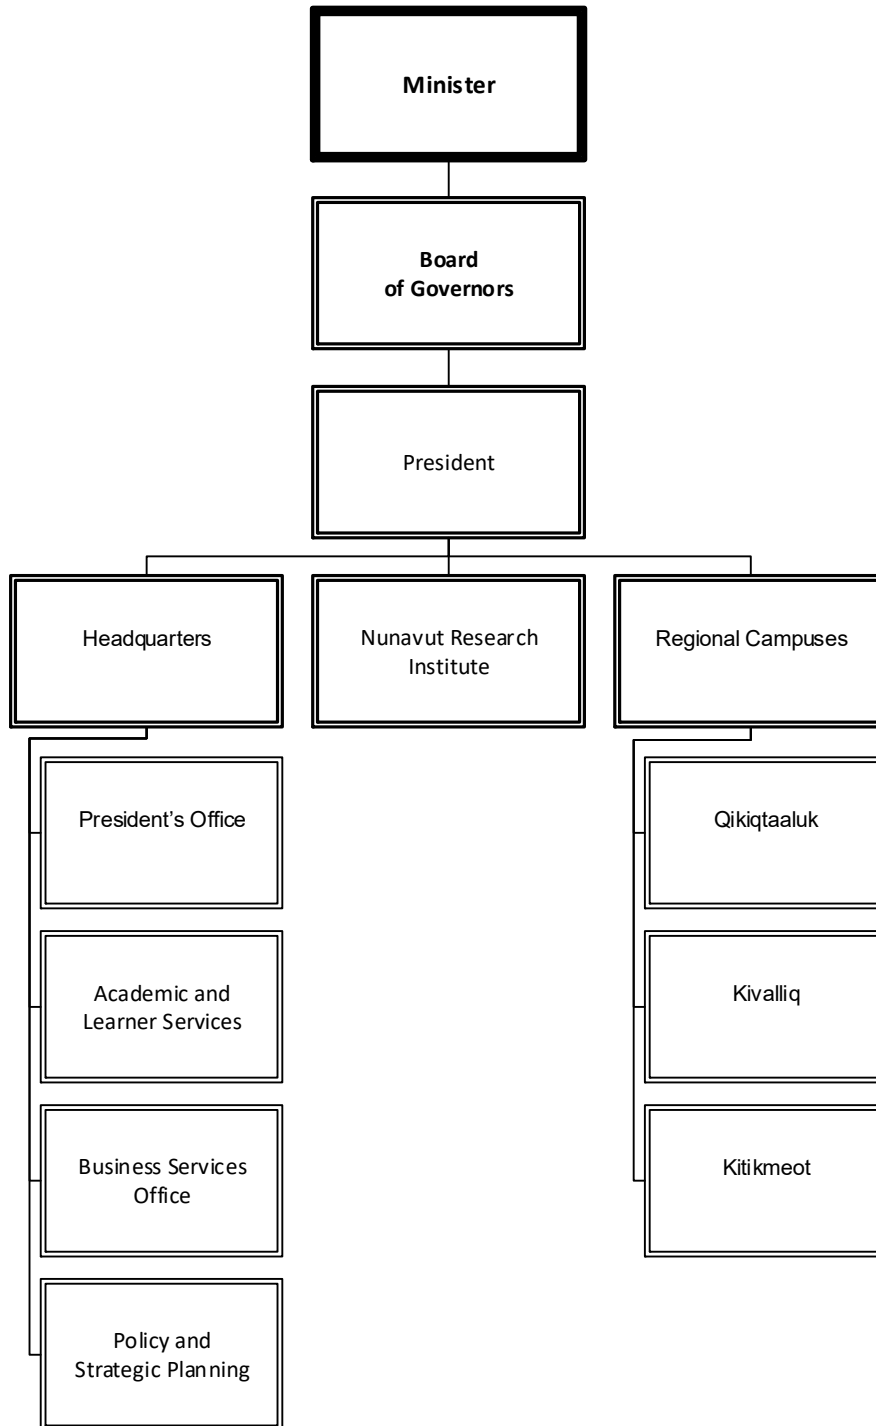 Minister
Board
of Governors
President
Headquarters
Nunavut Research
Institute
Regional Campuses
President’s Office
Academic and
Learner Services
Business Services
Office
Policy and
Strategic Planning
Qikiqtaaluk
Kivalliq
Kitikmeot